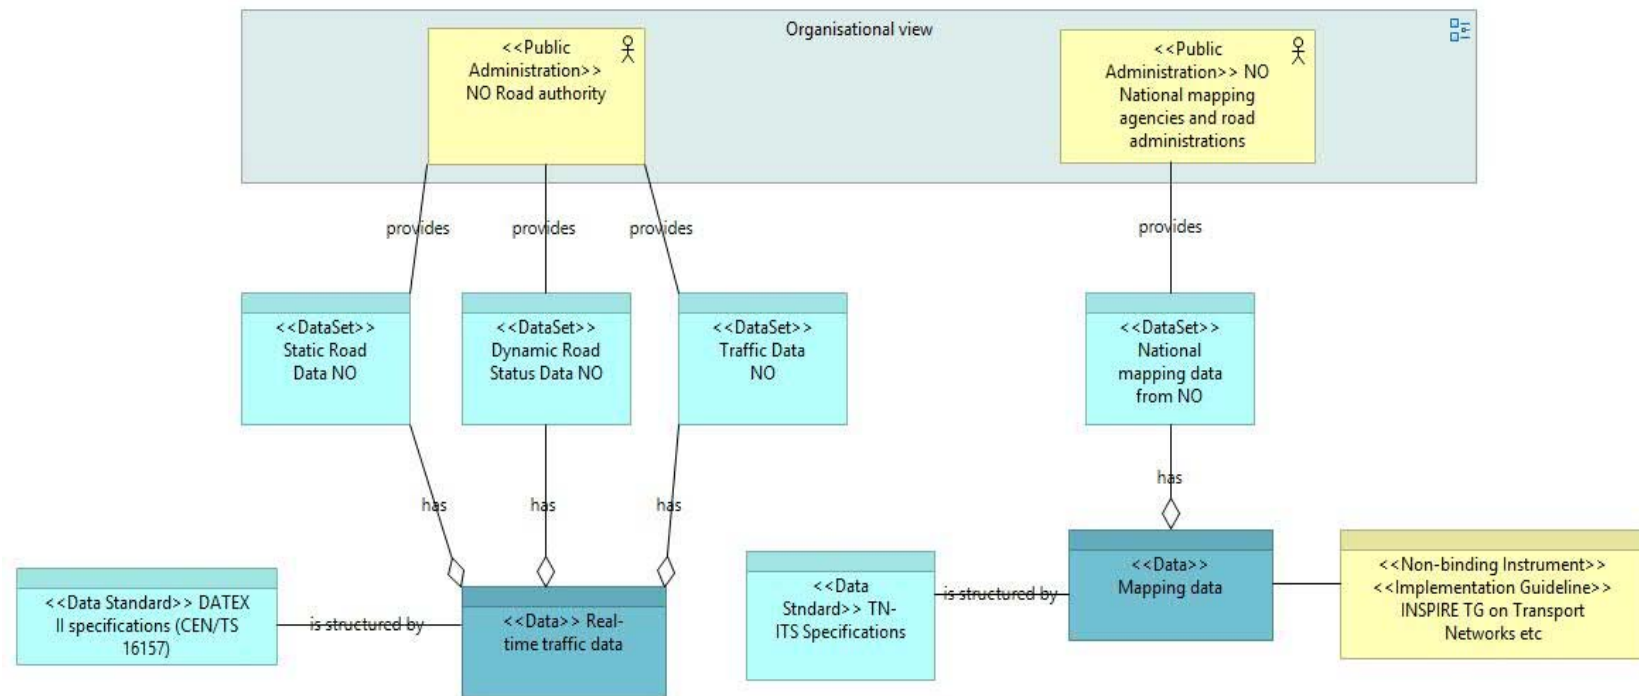 Organisational view
<<Public
Administration>>
NO Road authority
<<Public
Administration>> NO
National mapping
agencies and road
administrations
provides
provides
provides
provides
<<DataSet>>
Static Road
Data NO
<<DataSet>>
Dynamic Road
Status Data NO
<<DataSet>>
Traffic Data
NO
<<DataSet>>
National
mapping data
from NO
has
has
has
has
<<Data Standard>> DATEX
II specifications (CEN/TS
16157)
is structured by
<<Data>> Real-
time traffic data
<<Data
Stndard>> TN-
ITS Specifications
is structured by
<<Data>>
Mapping data
<<Non-binding Instrument>>
<<Implementation Guideline>>
INSPIRE TG on Transport
Networks etc